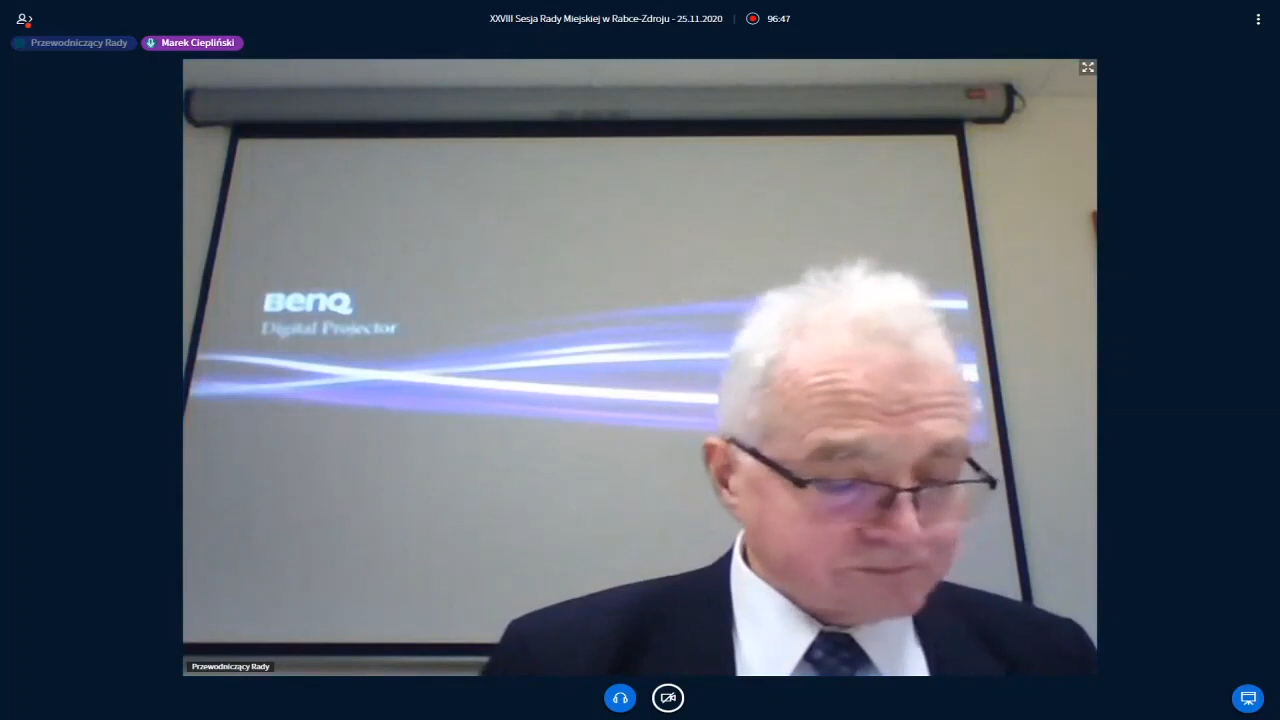 XXVIII Sesja Rady Miejskiej w Rabce-Zdroju - 25.11.2020
96:47
Przewodniczący Rady
Marek Ciepliński
BenQ
Digital Projector
Przewodniczący Rady